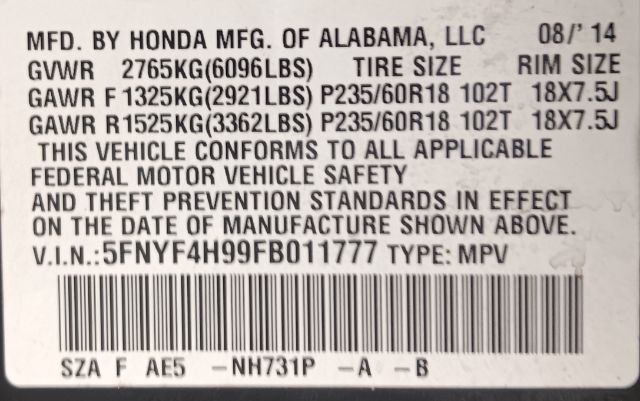 MFD. BY HONDA MFG. OF ALABAMA, LLC 08/' 14
GVWR 2765KG(6096LBS) TIRE SIZE RIM SIZE
GAWR F 1325KG(2921LBS) P235/60R18 102T 18X7.5J
GAWR R1525KG(3362LBS) P235/60R18 102T 18X7.5J
THIS VEHICLE CONFORMS TO ALL APPLICABLE
FEDERAL MOTOR VEHICLE SAFETY
AND THEFT PREVENTION STANDARDS IN EFFECT
ON THE DATE OF MANUFACTURE SHOWN ABOVE.
V.I.N.:5FNYF4H99FB011777 TYPE: MPV
SZA F AE5 -NH731P -A -B